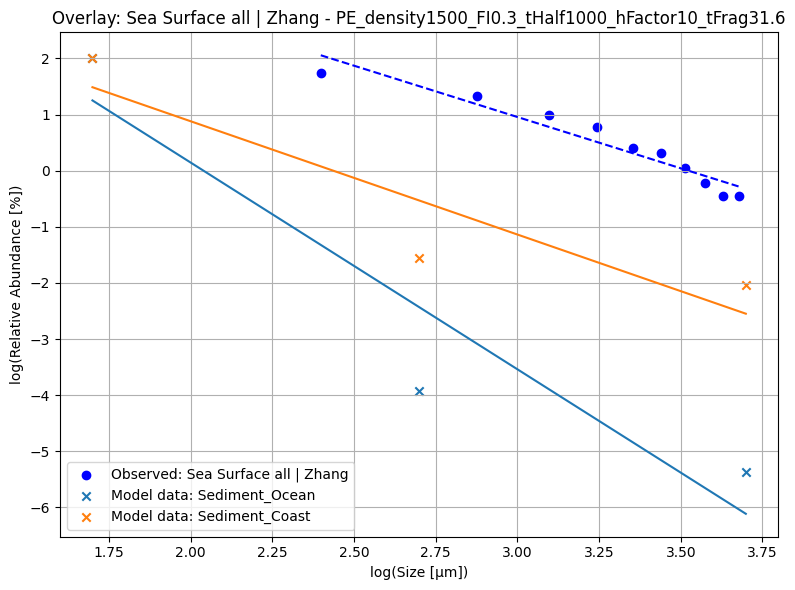 Overlay: Sea Surface all | Zhang - PE_density1500_FI0.3_tHalf1000_hFactor10_tFrag31.6
log(Relative Abundance [%])
2
1
0
−1
−2
−3
−4
−5
−6
Observed: Sea Surface all | Zhang
Model data: Sediment_Ocean
Model data: Sediment_Coast
1.75 2.00 2.25 2.50 2.75 3.00 3.25 3.50 3.75
log(Size [μm])